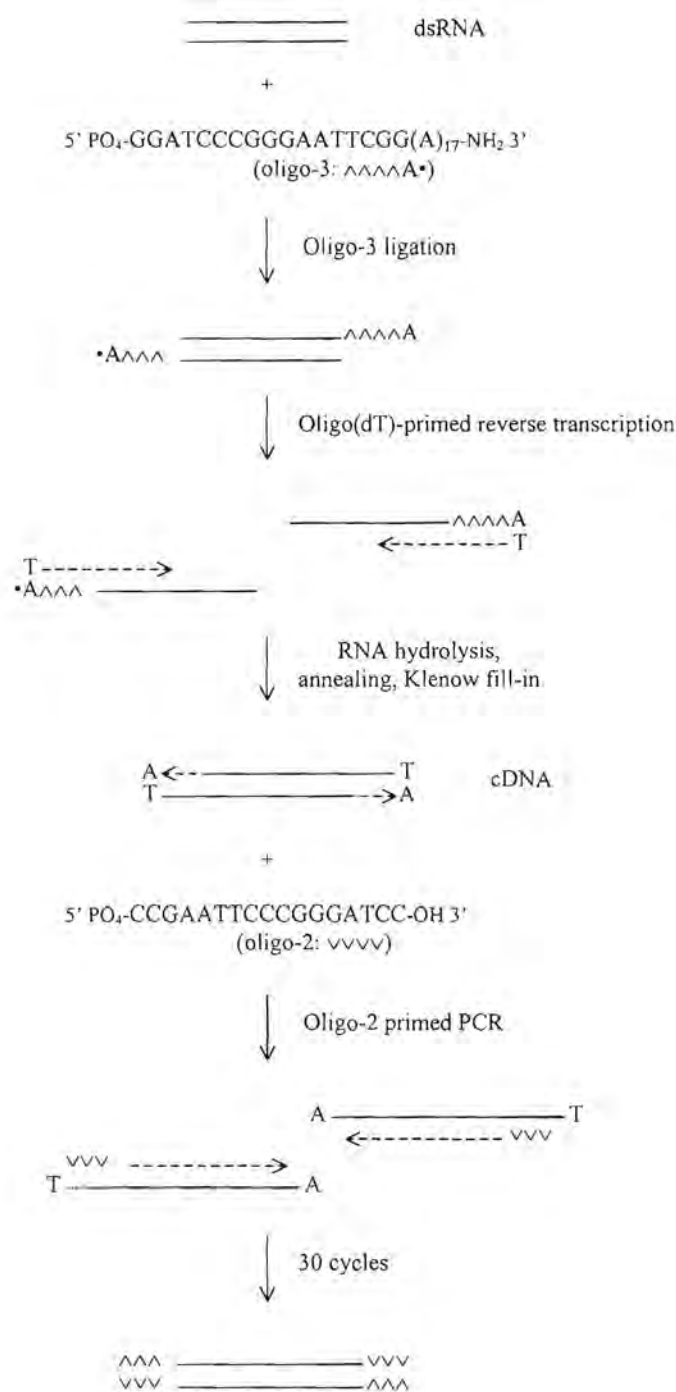 dsRNA
+
5' PO₄-GGATCCCGGGAATTCGG(A)₁₇-NH₂ 3'
(oligo-3: ^^^^A•)
Oligo-3 ligation
^^^^A
•A^^^
Oligo(dT)-primed reverse transcription
^^^^A
T
T
•A^^^
RNA hydrolysis,
annealing, Klenow fill-in
A T
T A
cDNA
+
5' PO₄-CCGAATTCCCGGGATCC-OH 3'
(oligo-2: vvvv)
Oligo-2 primed PCR
A T
vvv
vvv
T A
30 cycles
^^^ vvv
vvv ^^^